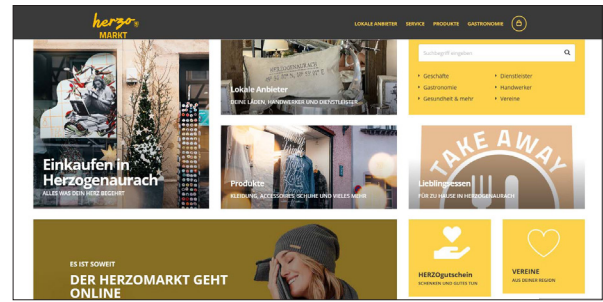 herzo
MARKT
LOKALE ANBIETER SERVICE PRODUKTE GASTRONOMIE
Suchbegriff eingeben
Geschäfte
Dienstleister
Gastronomie
Handwerker
Gesundheit & mehr
Vereine
HERZOGENAURACH
Lokale Anbieter
DEINE LÄDEN, HANDWERKER UND DIENSTLEISTER
Einkaufen in
Herzogenaurach
ALLES WAS DEIN HERZ BEGEHRT
Produkte
KLEIDUNG, ACCESSOIRES, SCHUHE UND VIELES MEHR
TAKE AWAY
Lieblingsessen
FÜR ZU HAUSE IN HERZOGENAURACH
ES IST SOWEIT
DER HERZOMARKT GEHT
ONLINE
HERZOgutschein
SCHENKEN UND GUTES TUN
VEREINE
AUS DEINER REGION